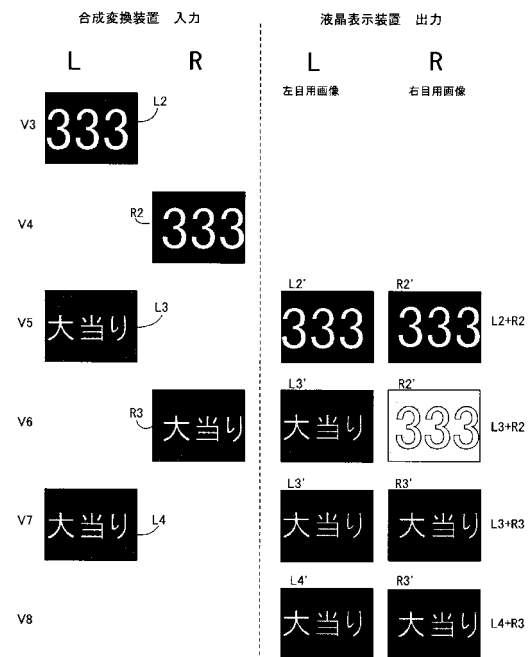 合成変換装置 入力 液晶表示装置 出力
L R L R
左目用画像 右目用画像
V3 333 L2
V4 R2 333
L2' R2'
V5 大当り L3 333 333 L2+R2
L3' R2'
V6 R3 大当り 大当り 333 L3+R2
L3' R3'
V7 大当り L4 大当り 大当り L3+R3
L4' R3'
V8 大当り 大当り L4+R3